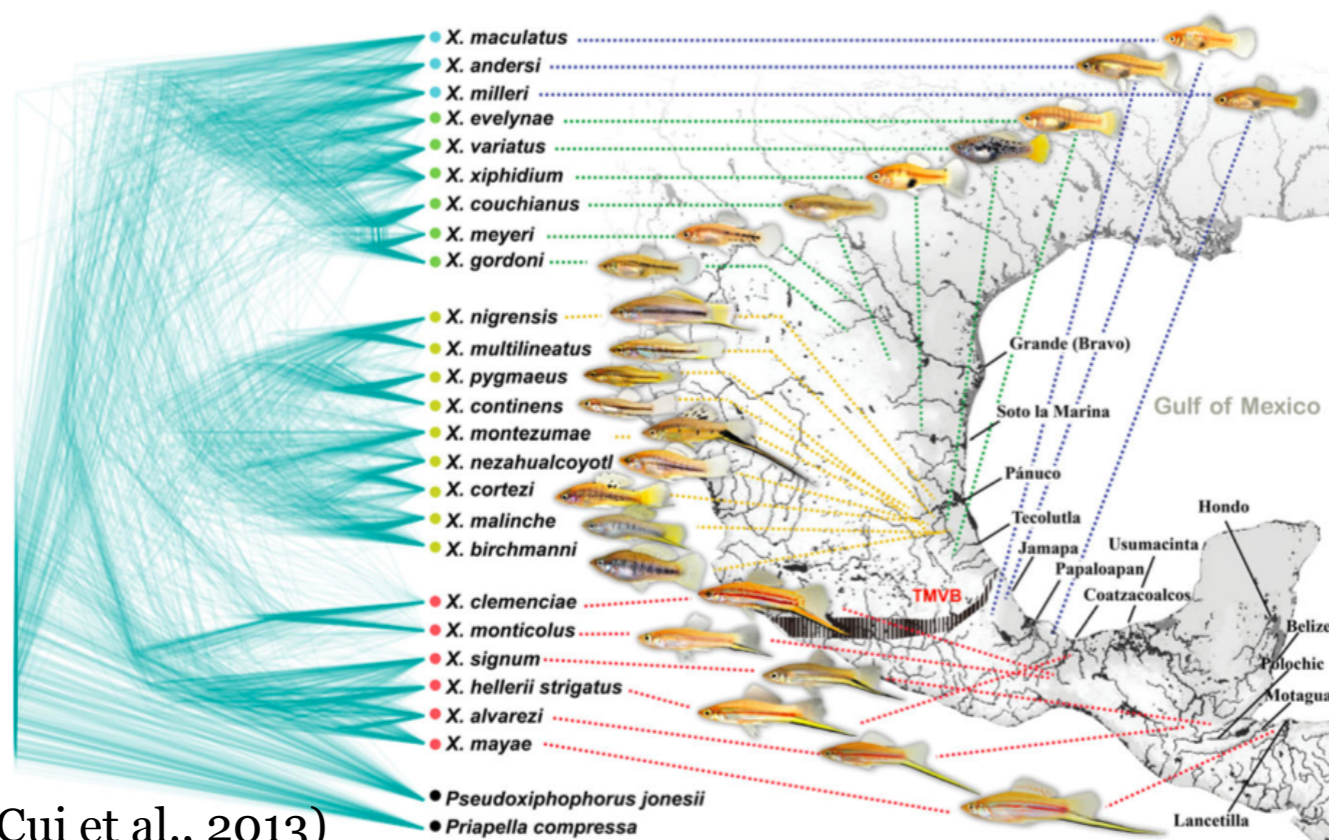 X. maculatus
X. andersi
X. milleri
X. evelynae
X. variatus
X. xiphidium
X. couchianus
X. meyeri
X. gordoni
X. nigrensis
X. multilineatus
X. pygmaeus
X. continens
X. montezumae
X. nezahualcoyotl
X. cortezi
X. malinche
X. birchmanni
X. clemenciae
X. monticolus
X. signum
X. hellerii strigatus
X. alvarezi
X. mayae
Pseudoxiphophorus jonesii
Priapella compressa
Grande (Bravo)
Gulf of Mexico
Soto la Marina
Pánuco
Tecolutla
Hondo
Jamapa
Usumacinta
Papaloapan
Coatzacoalcos
TMVB
Belize
Polochic
Motagua
Lancetilla
Cui et al., 2013)